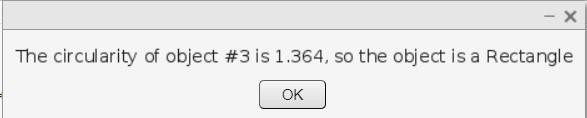 The circularity of object #3 is 1.364, so the object is a Rectangle
OK